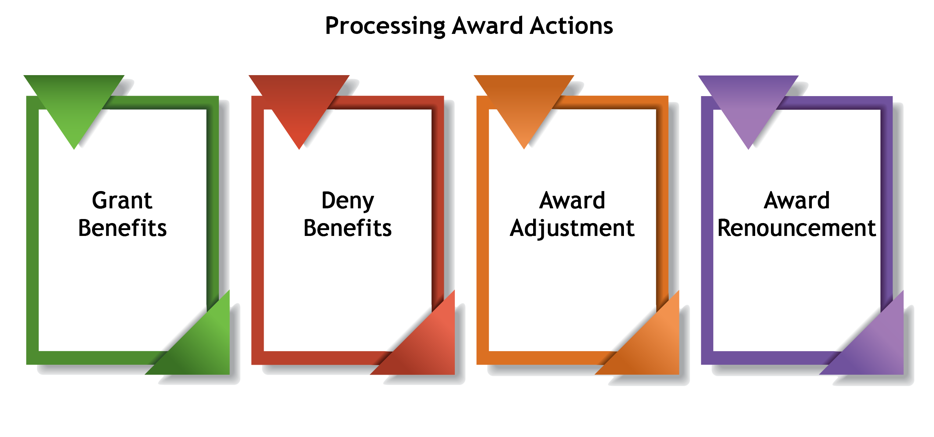 Processing Award Actions
Grant
Benefits
Deny
Benefits
Award
Adjustment
Award
Renouncement